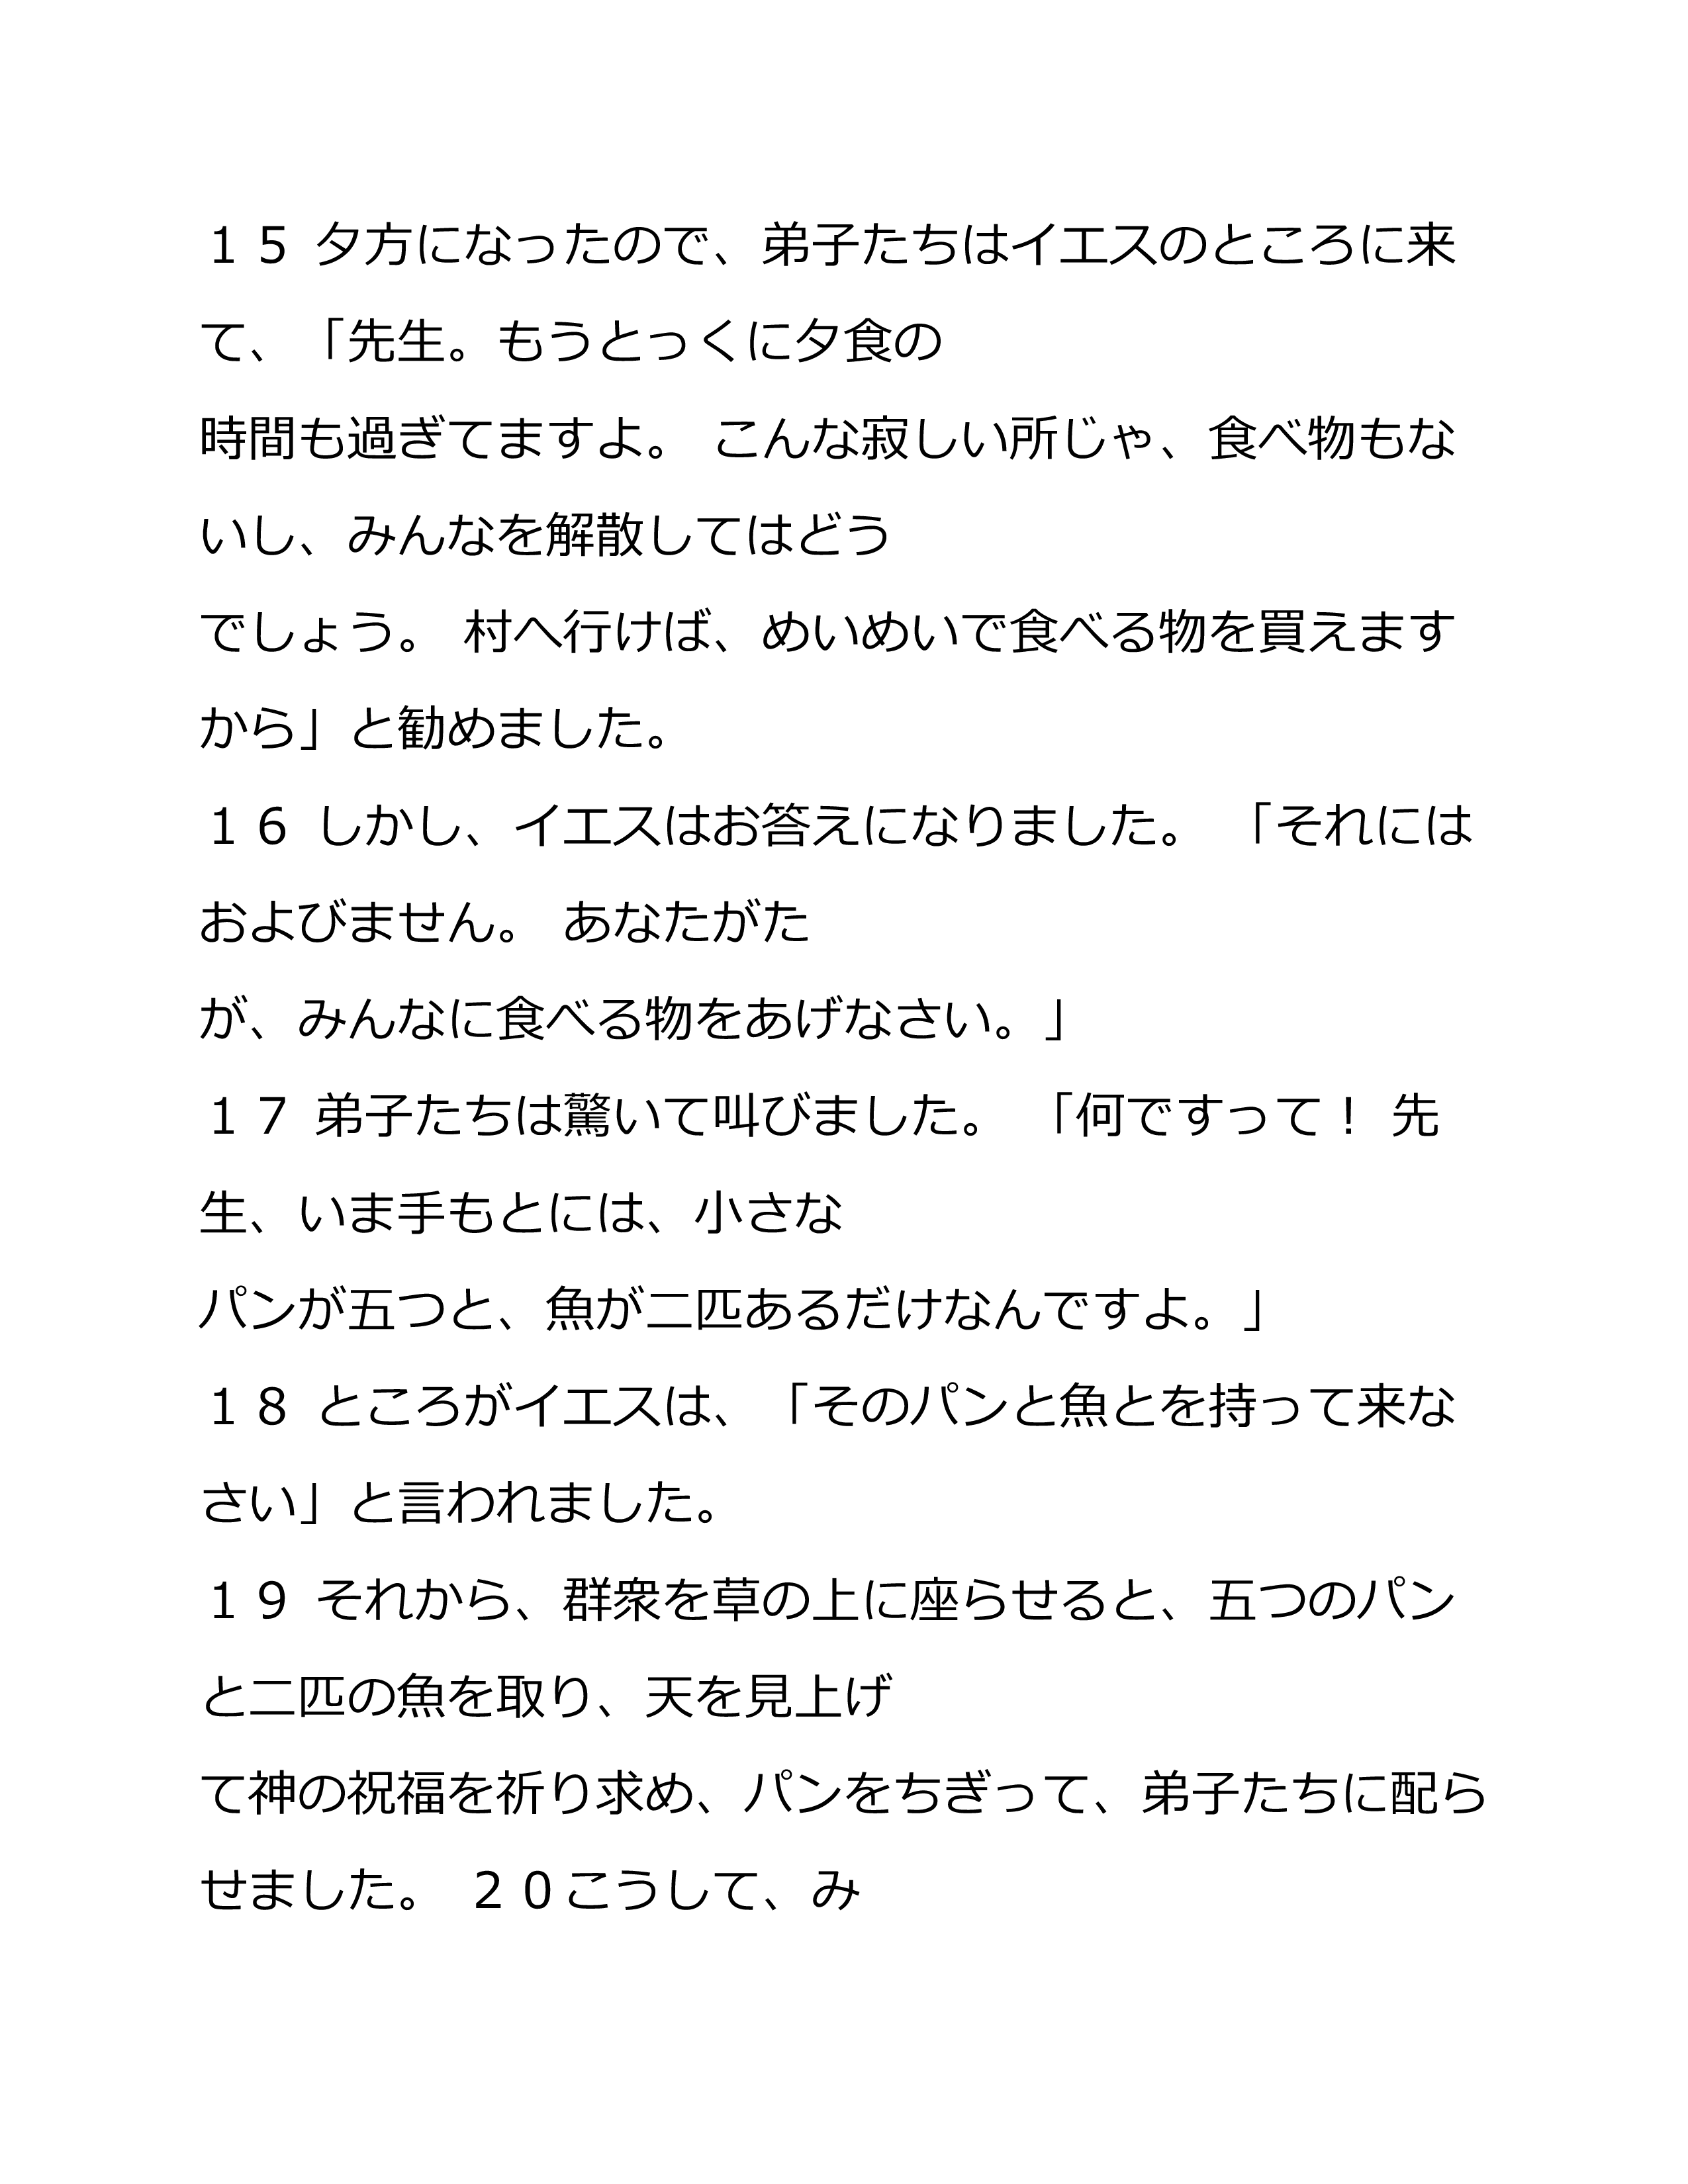 １５ 夕方になったので、弟子たちはイエスのところに来
て、「先生。もうとっくに夕食の
時間も過ぎてますよ。 こんな寂しい所じゃ、食べ物もな
いし、みんなを解散してはどう
でしょう。 村へ行けば、めいめいで食べる物を買えます
から」と勧めました。
１６ しかし、イエスはお答えになりました。 「それには
およびません。 あなたがた
が、みんなに食べる物をあげなさい。」
１７ 弟子たちは驚いて叫びました。 「何ですって！ 先
生、いま手もとには、小さな
パンが五つと、魚が二匹あるだけなんですよ。」
１８ ところがイエスは、「そのパンと魚とを持って来な
さい」と言われました。
１９ それから、群衆を草の上に座らせると、五つのパン
と二匹の魚を取り、天を見上げ
て神の祝福を祈り求め、パンをちぎって、弟子たちに配ら
せました。 ２０こうして、み